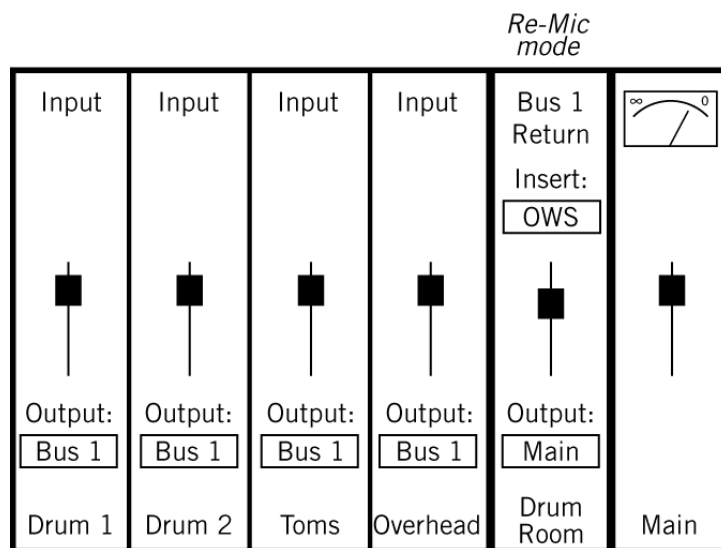 Re-Mic
mode
Input
Output:
Bus 1
Drum 1
Input
Output:
Bus 1
Drum 2
Input
Output:
Bus 1
Toms
Input
Output:
Bus 1
Overhead
Bus 1
Return
Insert:
OWS
Output:
Main
Drum
Room
∞ 0
Main